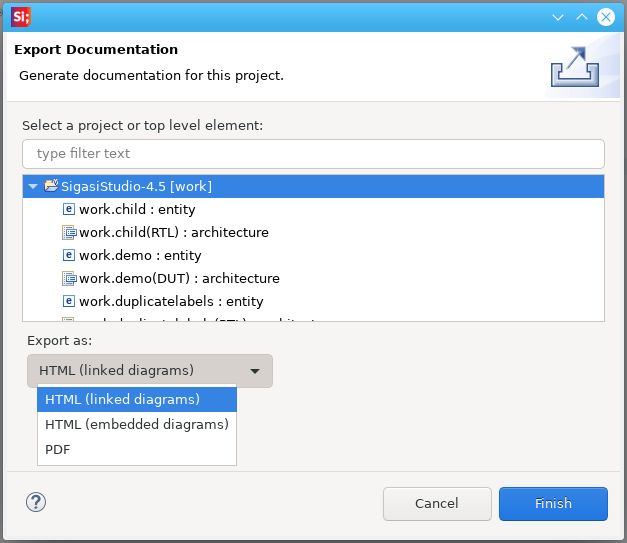 Si;
Export Documentation
Generate documentation for this project.
Select a project or top level element:
type filter text
SigasiStudio-4.5 [work]
work.child : entity
work.child(RTL) : architecture
work.demo : entity
work.demo(DUT) : architecture
work.duplicatelabels : entity
Export as:
HTML (linked diagrams)
HTML (linked diagrams)
HTML (embedded diagrams)
PDF
?
Cancel
Finish